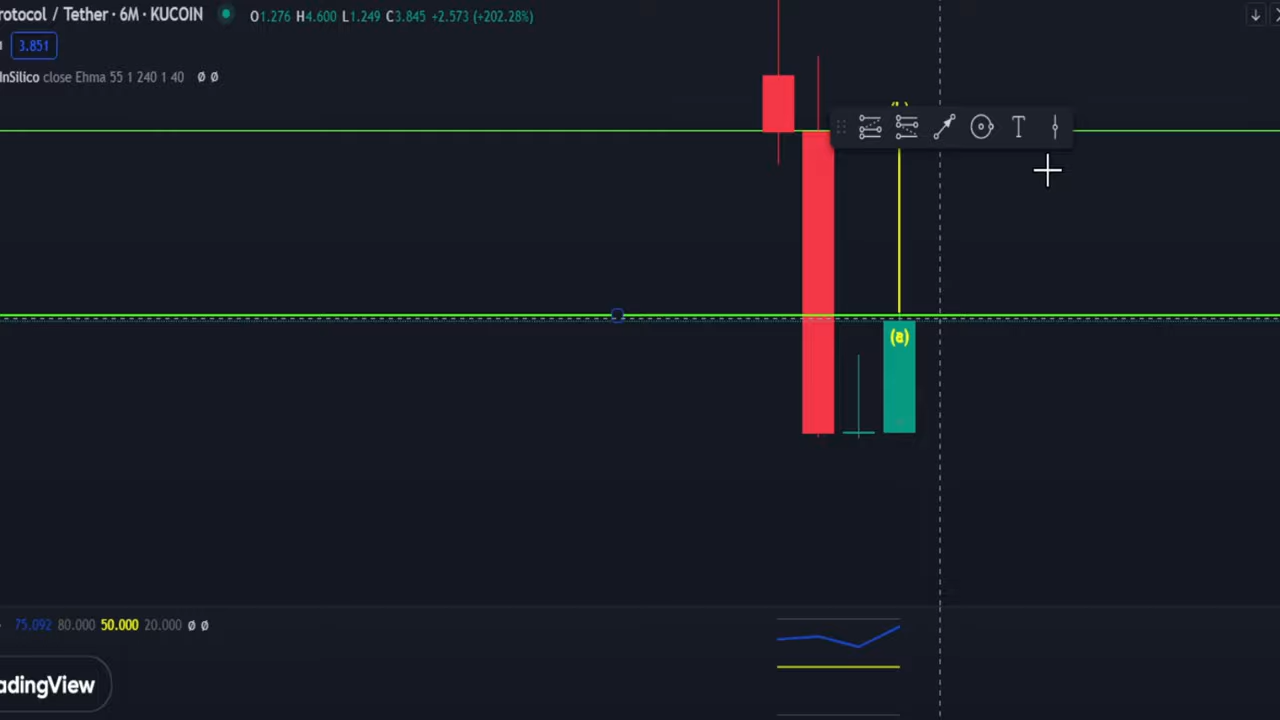 rotocol / Tether · 6M · KUCOIN O1.276 H4.600 L1.249 C3.845 +2.573 (+202.28%)
3.851
InSilico close Ehma 55 1 240 1 40 ø ø
(a)
75.092 80.000 50.000 20.000 ø ø
adingView